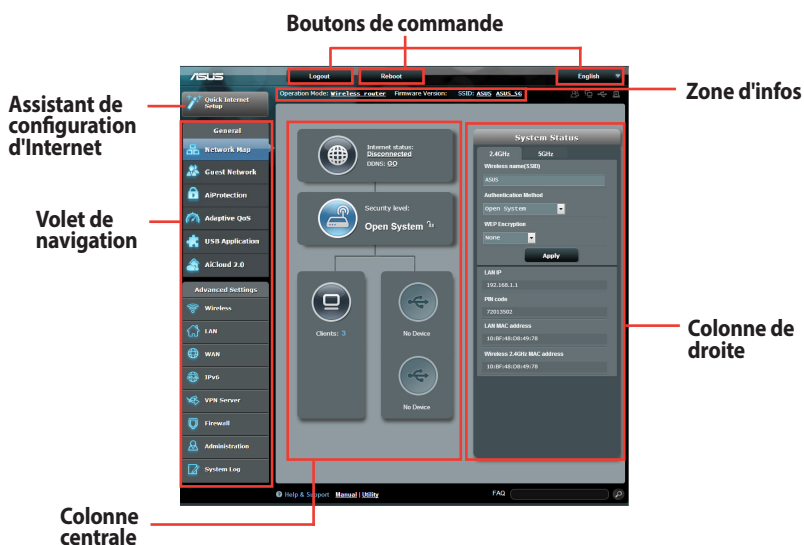 Boutons de commande
Zone d'infos
Assistant de
configuration
d'Internet
Volet de
navigation
Colonne de
droite
Colonne
centrale
ASUS
Logout
Reboot
English
Quick Internet
Setup
Operation Mode: Wireless router Firmware Version: SSID: ASUS ASUS_5G
General
Network Map
Guest Network
AiProtection
Adaptive QoS
USB Application
AiCloud 2.0
Advanced Settings
Wireless
LAN
WAN
IPv6
VPN Server
Firewall
Administration
System Log
Internet status:
Disconnected
DDNS: GO
Security level:
Open System
Clients: 3
No Device
No Device
System Status
2.4GHz 5GHz
Wireless name(SSID)
ASUS
Authentication Method
Open System
WEP Encryption
None
Apply
LAN IP
192.168.1.1
PIN code
72013502
LAN MAC address
10:BF:48:D8:49:78
Wireless 2.4GHz MAC address
10:BF:48:D8:49:78
Help & Support Manual | Utility
FAQ